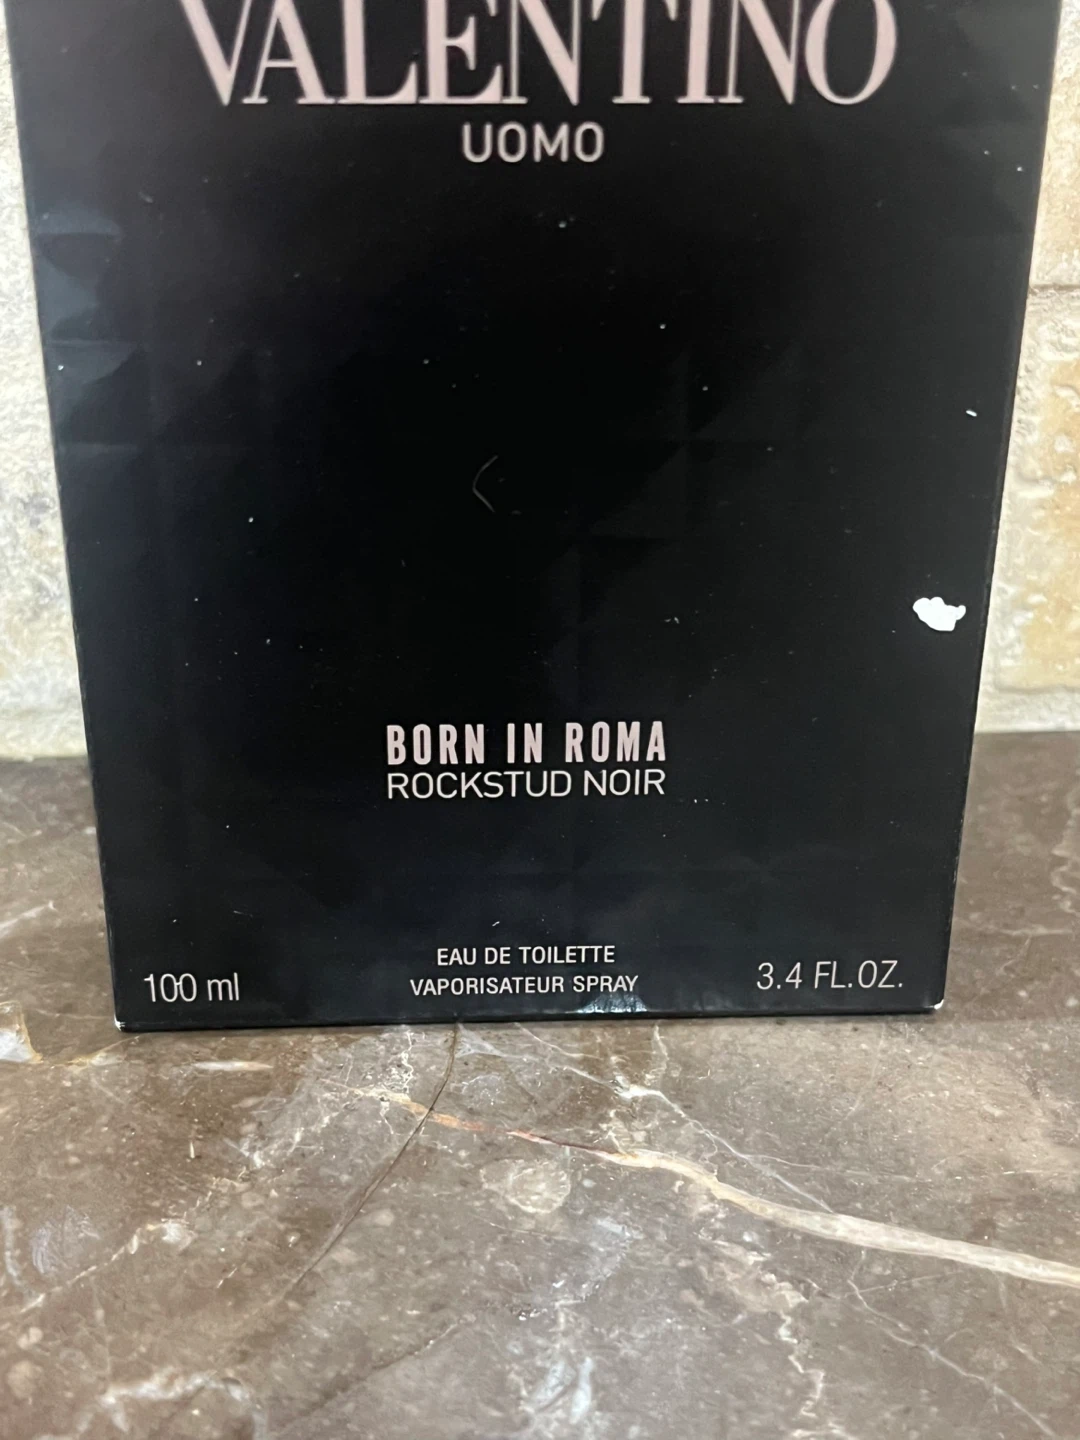 VALENTINO
UOMO
BORN IN ROMA
ROCKSTUD NOIR
EAU DE TOILETTE
100 ml VAPORISATEUR SPRAY 3.4 FL.OZ.